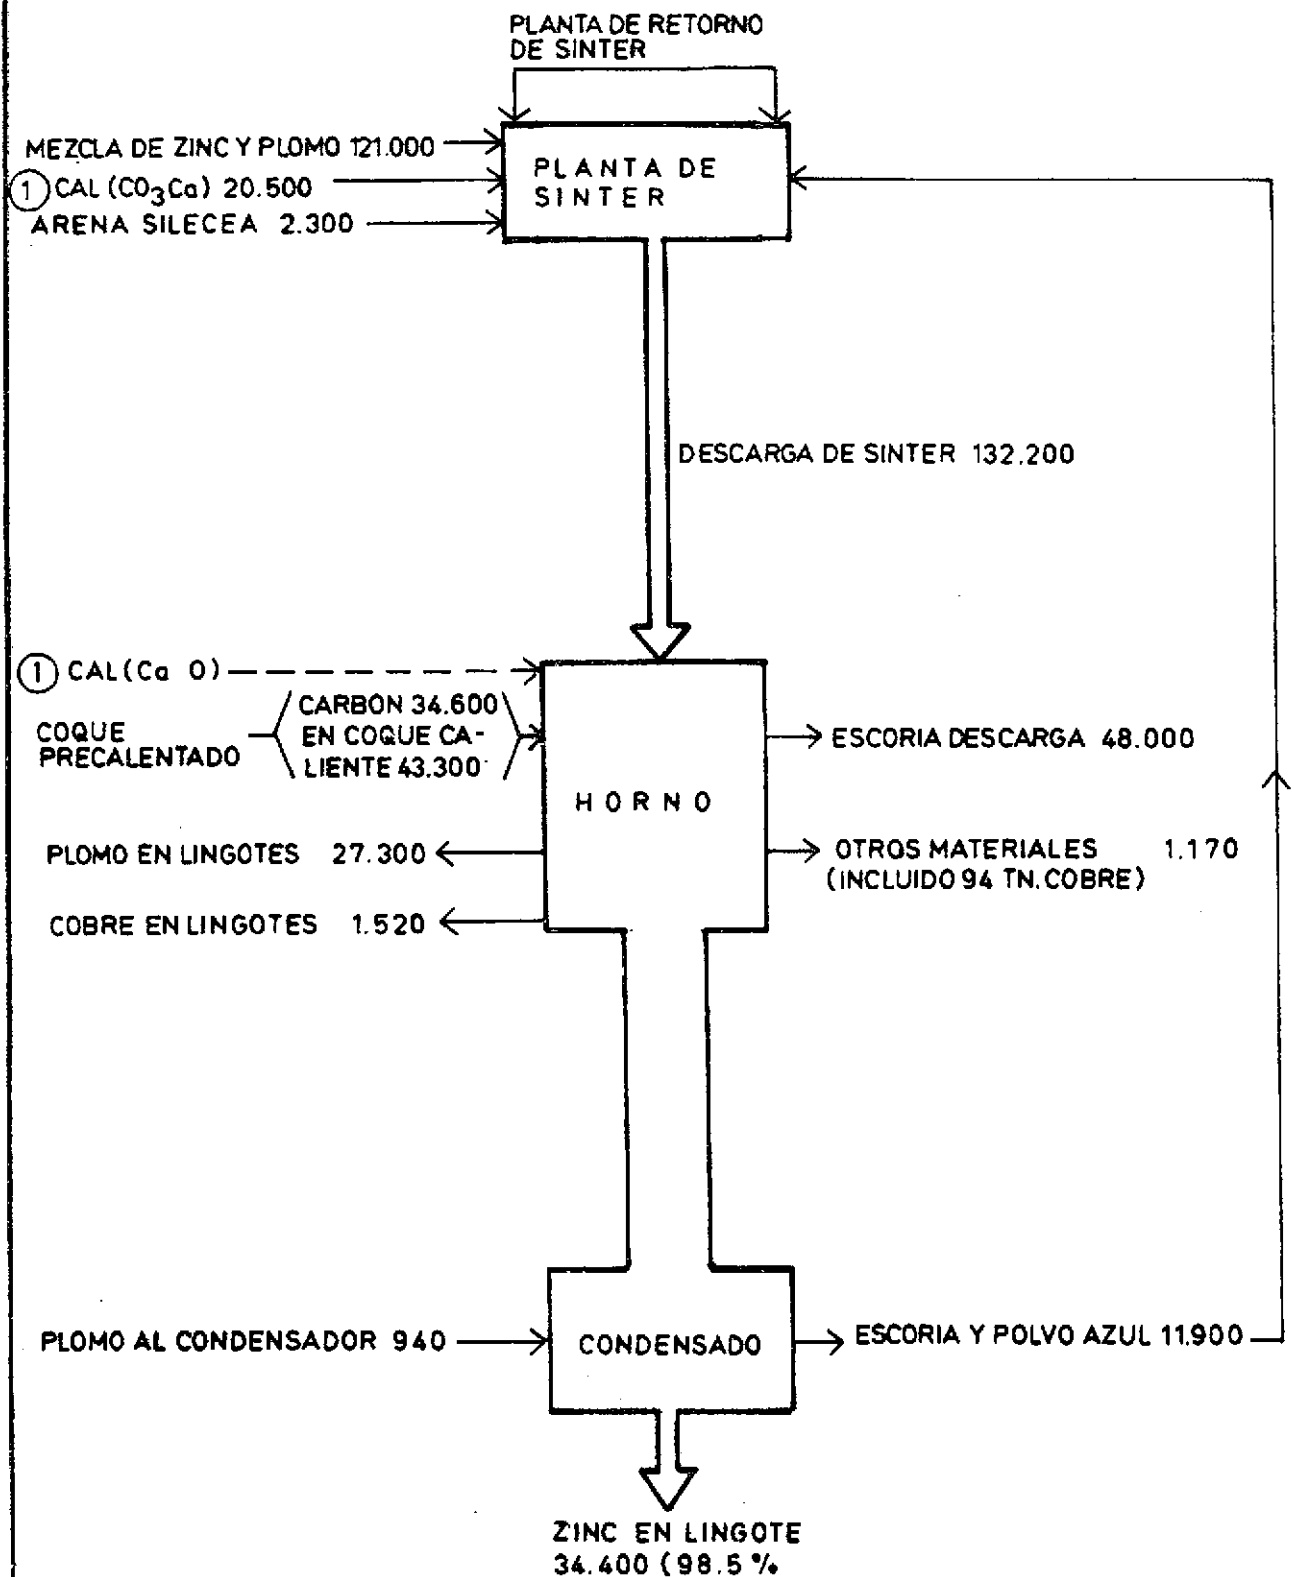 PLANTA DE RETORNO
DE SINTER
MEZCLA DE ZINC Y PLOMO 121.000
① CAL (CO₃Ca) 20.500
ARENA SILECEA 2.300
PLANTA DE
SINTER
DESCARGA DE SINTER 132.200
① CAL (Ca O)
COQUE
PRECALENTADO
CARBON 34.600
EN COQUE CA-
LIENTE 43.300
HORNO
ESCORIA DESCARGA 48.000
PLOMO EN LINGOTES 27.300
OTROS MATERIALES 1.170
(INCLUIDO 94 TN. COBRE)
COBRE EN LINGOTES 1.520
PLOMO AL CONDENSADOR 940
CONDENSADO
ESCORIA Y POLVO AZUL 11.900
ZINC EN LINGOTE
34.400 (98.5 %